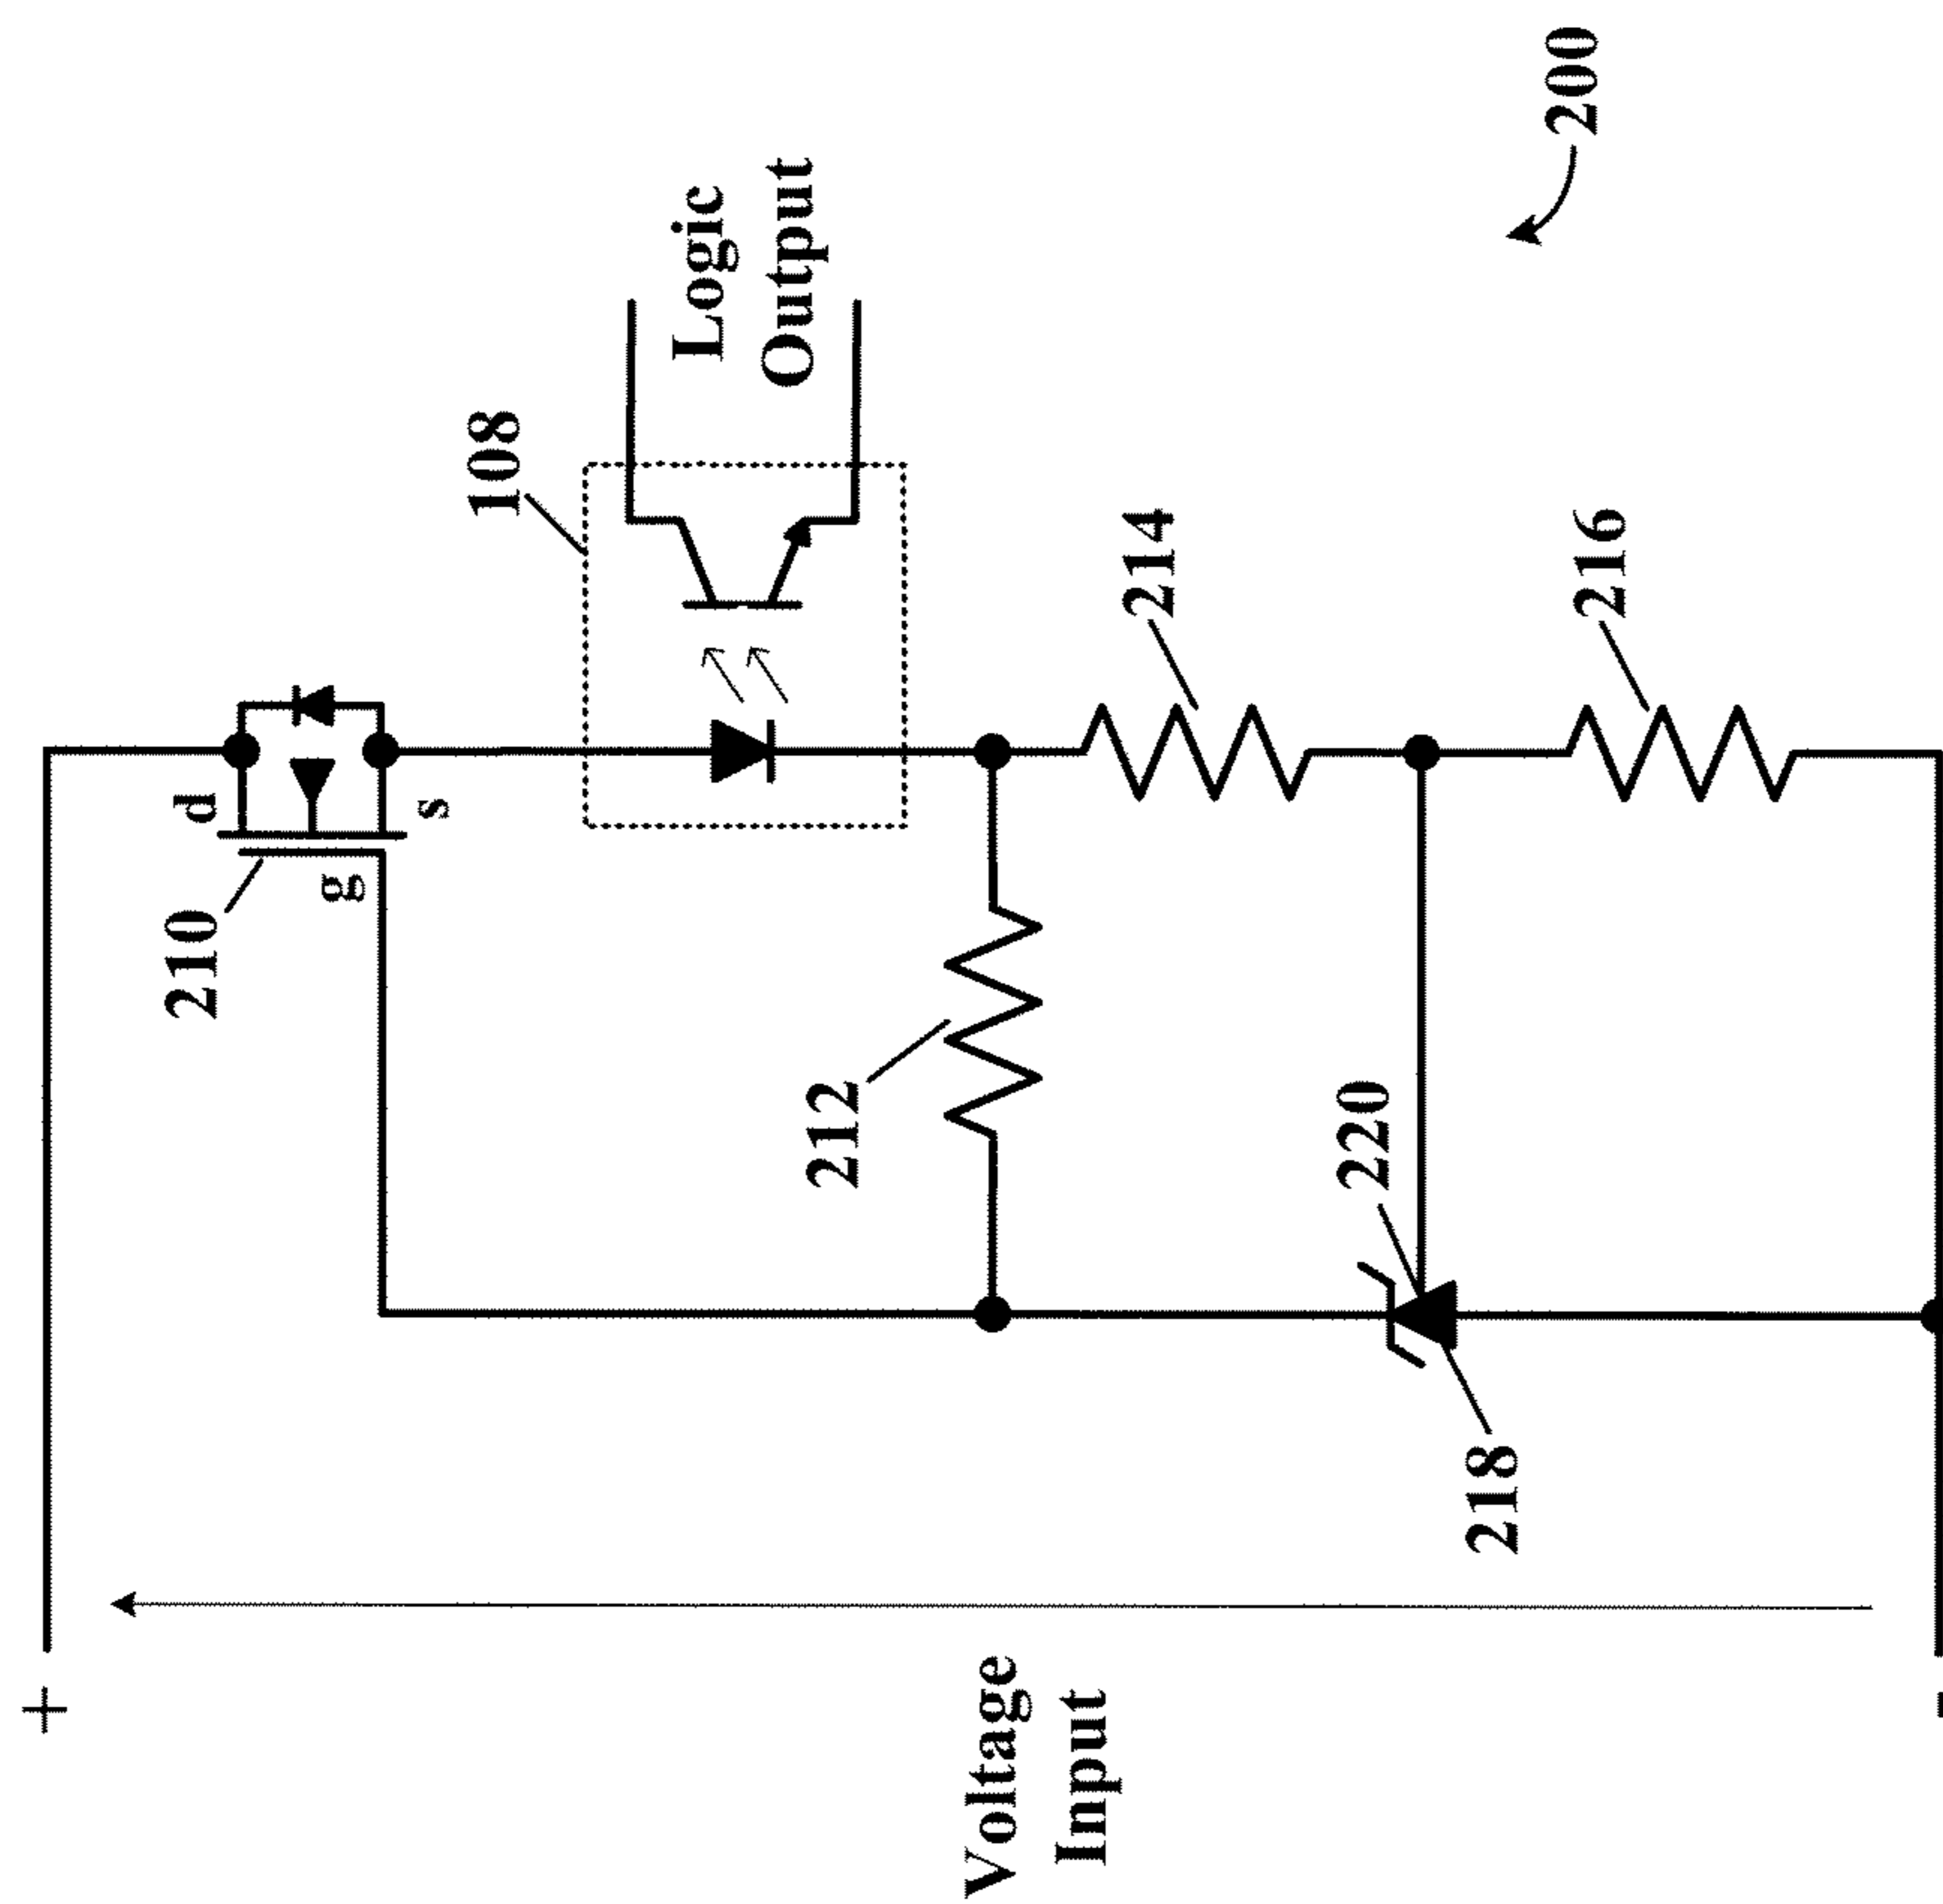 +
Voltage
Input
-
210
d
g
s
108
Logic
Output
212
214
220
218
216
200